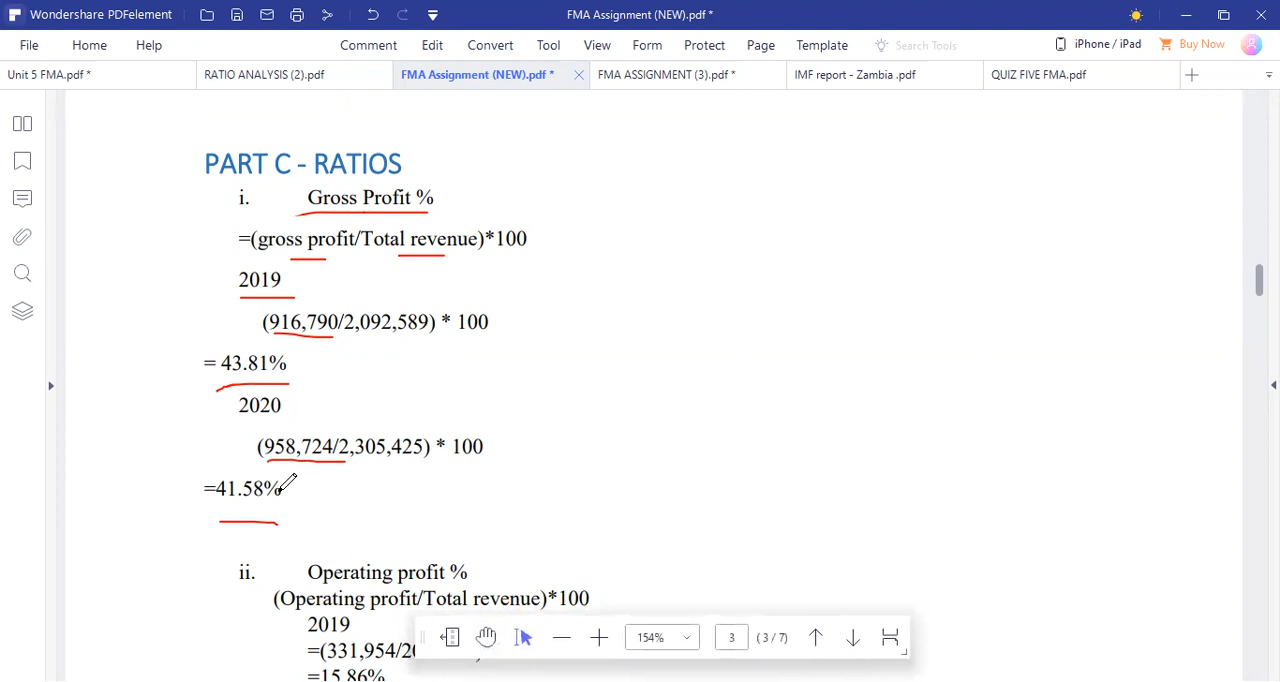 Wondershare PDFelement
FMA Assignment (NEW).pdf *
File Home Help Comment Edit Convert Tool View Form Protect Page Template Search Tools iPhone / iPad Buy Now
Unit 5 FMA.pdf * RATIO ANALYSIS (2).pdf FMA Assignment (NEW).pdf * FMA ASSIGNMENT (3).pdf * IMF report - Zambia .pdf QUIZ FIVE FMA.pdf
PART C - RATIOS
i. Gross Profit %
=(gross profit/Total revenue)*100
2019
(916,790/2,092,589) * 100
= 43.81%
2020
(958,724/2,305,425) * 100
=41.58%
ii. Operating profit %
(Operating profit/Total revenue)*100
2019
=(331,954/20
=15.86%
154% 3 (3 / 7)